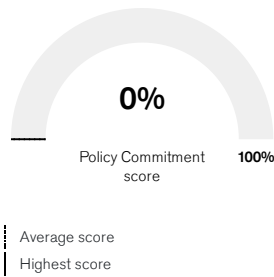 0%
Policy Commitment 100%
score
Average score
Highest score